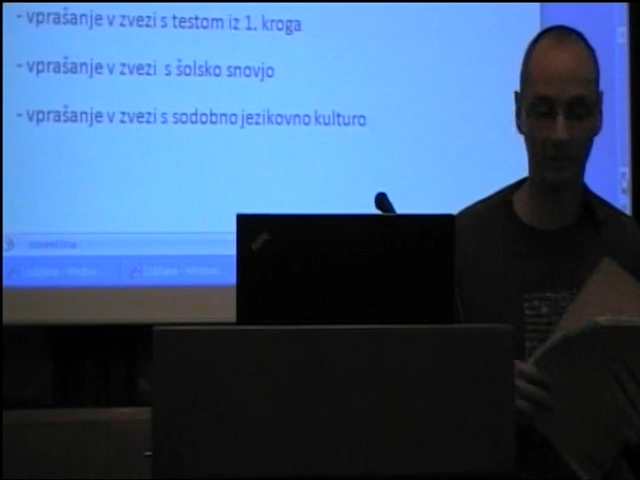 - vprašanje v zvezi s testom iz 1. kroga
- vprašanje v zvezi s šolsko snovjo
- vprašanje v zvezi s sodobno jezikovno kulturo